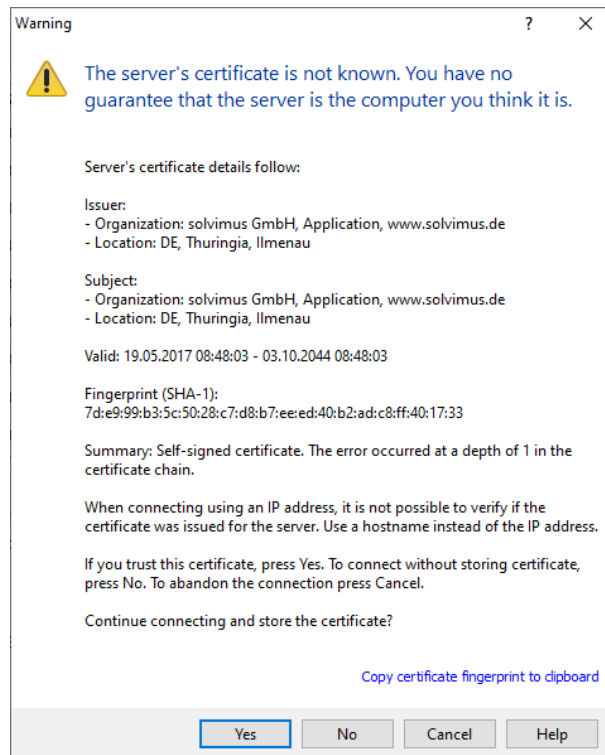 Warning
?
The server's certificate is not known. You have no
guarantee that the server is the computer you think it is.
Server's certificate details follow:
Issuer:
- Organization: solvimus GmbH, Application, www.solvimus.de
- Location: DE, Thuringia, Ilmenau
Subject:
- Organization: solvimus GmbH, Application, www.solvimus.de
- Location: DE, Thuringia, Ilmenau
Valid: 19.05.2017 08:48:03 - 03.10.2044 08:48:03
Fingerprint (SHA-1):
7d:e9:99:b3:5c:50:28:c7:d8:b7:ee:ed:40:b2:ad:c8:ff:40:17:33
Summary: Self-signed certificate. The error occurred at a depth of 1 in the
certificate chain.
When connecting using an IP address, it is not possible to verify if the
certificate was issued for the server. Use a hostname instead of the IP address.
If you trust this certificate, press Yes. To connect without storing certificate,
press No. To abandon the connection press Cancel.
Continue connecting and store the certificate?
Copy certificate fingerprint to clipboard
Yes No Cancel Help